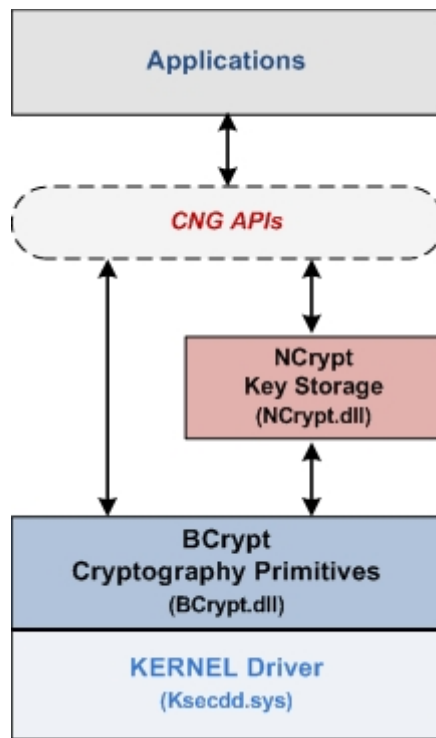 Applications
CNG APIs
NCrypt
Key Storage
(NCrypt.dll)
BCrypt
Cryptography Primitives
(BCrypt.dll)
KERNEL Driver
(Ksecdd.sys)